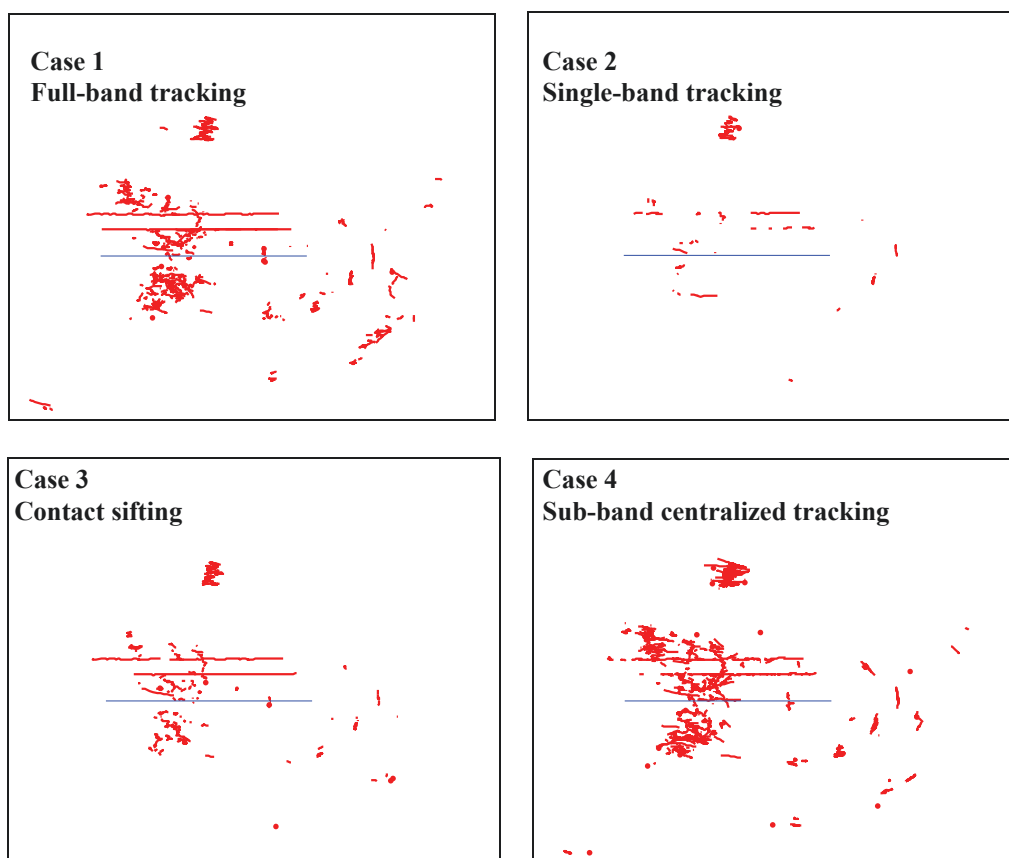 Case 1
Full-band tracking
Case 2
Single-band tracking
Case 3
Contact sifting
Case 4
Sub-band centralized tracking